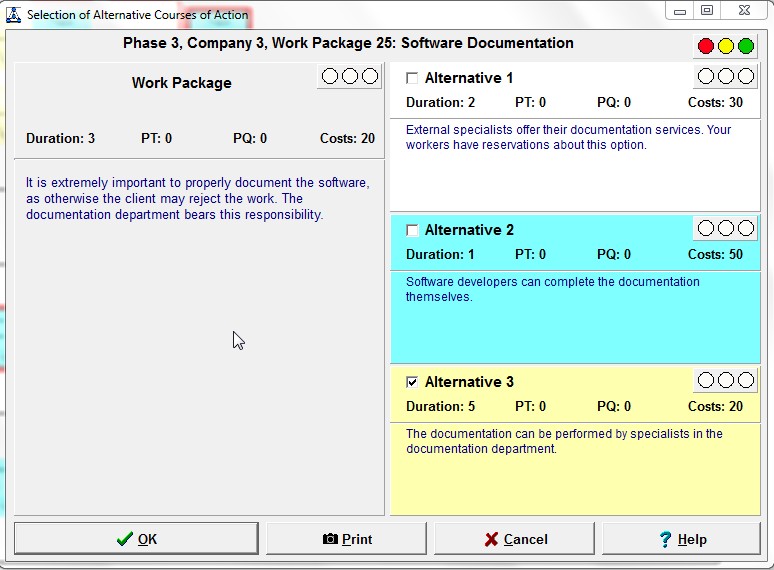 Selection of Alternative Courses of Action
Phase 3, Company 3, Work Package 25: Software Documentation
Work Package
Duration: 3 PT: 0 PQ: 0 Costs: 20
It is extremely important to properly document the software,
as otherwise the client may reject the work. The
documentation department bears this responsibility.
Alternative 1
Duration: 2 PT: 0 PQ: 0 Costs: 30
External specialists offer their documentation services. Your
workers have reservations about this option.
Alternative 2
Duration: 1 PT: 0 PQ: 0 Costs: 50
Software developers can complete the documentation
themselves.
Alternative 3
Duration: 5 PT: 0 PQ: 0 Costs: 20
The documentation can be performed by specialists in the
documentation department.
OK Print Cancel Help